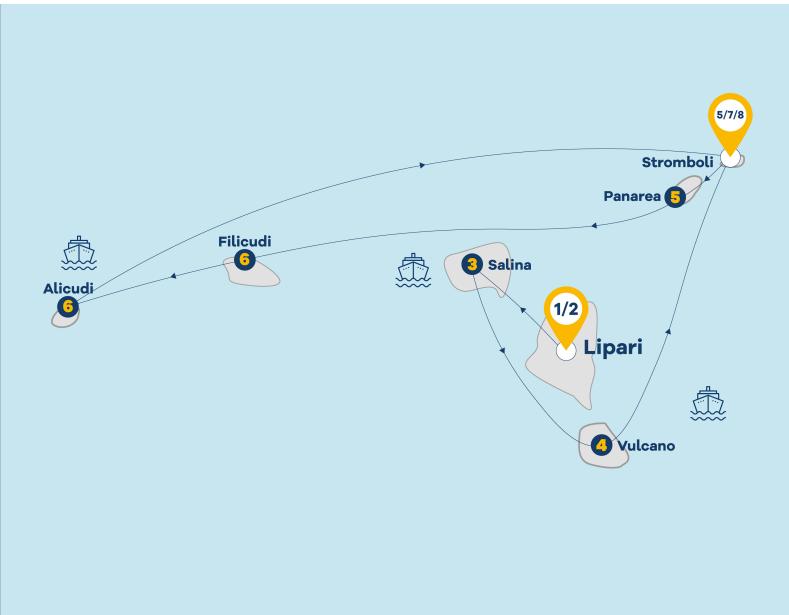 5/7/8
Stromboli
Panarea
5
Filicudi
6
Salina
3
Alicudi
6
1/2
Lipari
4
Vulcano